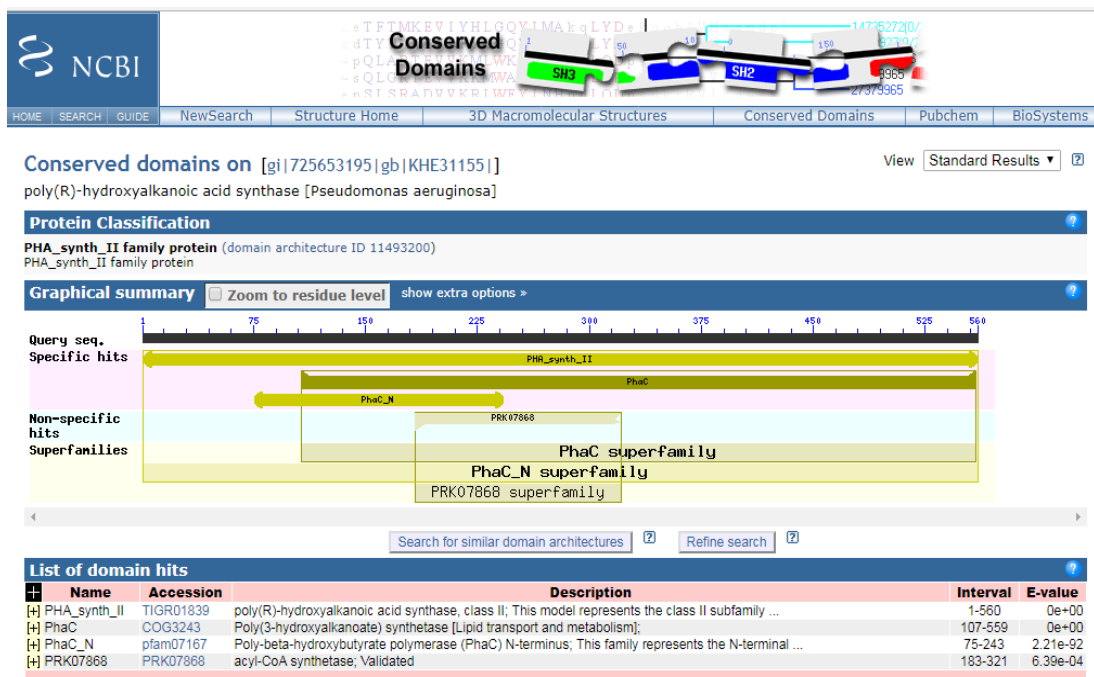 NCBI
Conserved
Domains
SH3
SH2
HOME SEARCH GUIDE NewSearch Structure Home 3D Macromolecular Structures Conserved Domains Pubchem BioSystems
Conserved domains on [gi|725653195|gb|KHE31155|]
View Standard Results ▼ ?
poly(R)-hydroxyalkanoic acid synthase [Pseudomonas aeruginosa]
Protein Classification ?
PHA_synth_II family protein (domain architecture ID 11493200)
PHA_synth_II family protein
Graphical summary Zoom to residue level show extra options » ?
1 75 150 225 300 375 450 525 560
Query seq.
Specific hits PHA_synth_II
PhaC
PhaC_N
Non-specific PRK07868
hits
Superfamilies PhaC superfamily
PhaC_N superfamily
PRK07868 superfamily
Search for similar domain architectures ? Refine search ?
List of domain hits ?
+ Name Accession Description Interval E-value
[+] PHA_synth_II TIGR01839 poly(R)-hydroxyalkanoic acid synthase, class II; This model represents the class II subfamily ... 1-560 0e+00
[+] PhaC COG3243 Poly(3-hydroxyalkanoate) synthetase [Lipid transport and metabolism]; 107-559 0e+00
[+] PhaC_N pfam07167 Poly-beta-hydroxybutyrate polymerase (PhaC) N-terminus; This family represents the N-terminal ... 75-243 2.21e-92
[+] PRK07868 PRK07868 acyl-CoA synthetase; Validated 183-321 6.39e-04